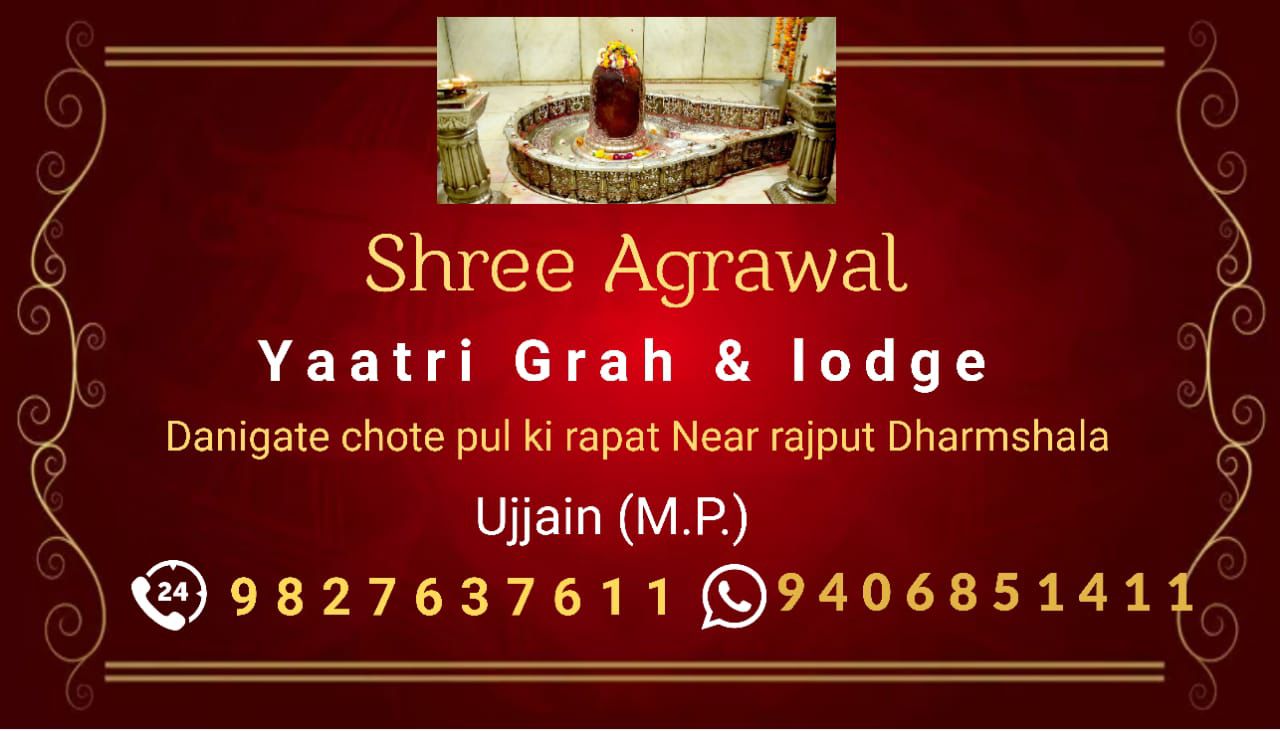 Shree Agrawal
Yaatri Grah & lodge
Danigate chote pul ki rapat Near rajput Dharmshala
Ujjain (M.P.)
24 9827637611 9406851411